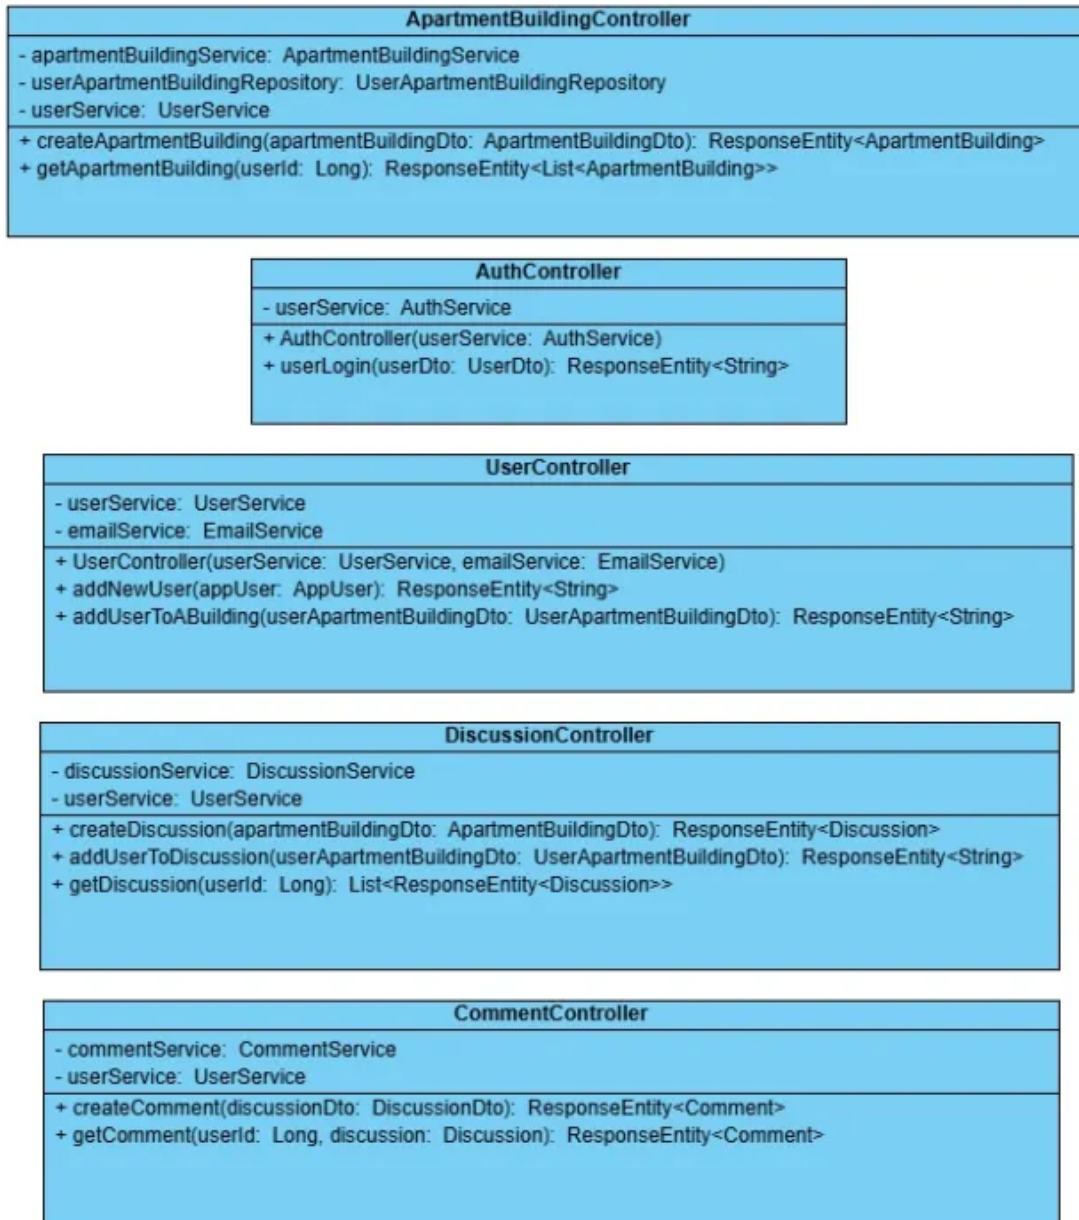 ApartmentBuildingController
- apartmentBuildingService: ApartmentBuildingService
- userApartmentBuildingRepository: UserApartmentBuildingRepository
- userService: UserService
+ createApartmentBuilding(apartmentBuildingDto: ApartmentBuildingDto): ResponseEntity<ApartmentBuilding>
+ getApartmentBuilding(userId: Long): ResponseEntity<List<ApartmentBuilding>>
AuthController
- userService: AuthService
+ AuthController(userService: AuthService)
+ userLogin(userDto: UserDto): ResponseEntity<String>
UserController
- userService: UserService
- emailService: EmailService
+ UserController(userService: UserService, emailService: EmailService)
+ addNewUser(appUser: AppUser): ResponseEntity<String>
+ addUserToABuilding(userApartmentBuildingDto: UserApartmentBuildingDto): ResponseEntity<String>
DiscussionController
- discussionService: DiscussionService
- userService: UserService
+ createDiscussion(apartmentBuildingDto: ApartmentBuildingDto): ResponseEntity<Discussion>
+ addUserToDiscussion(userApartmentBuildingDto: UserApartmentBuildingDto): ResponseEntity<String>
+ getDiscussion(userId: Long): List<ResponseEntity<Discussion>>
CommentController
- commentService: CommentService
- userService: UserService
+ createComment(discussionDto: DiscussionDto): ResponseEntity<Comment>
+ getComment(userId: Long, discussion: Discussion): ResponseEntity<Comment>